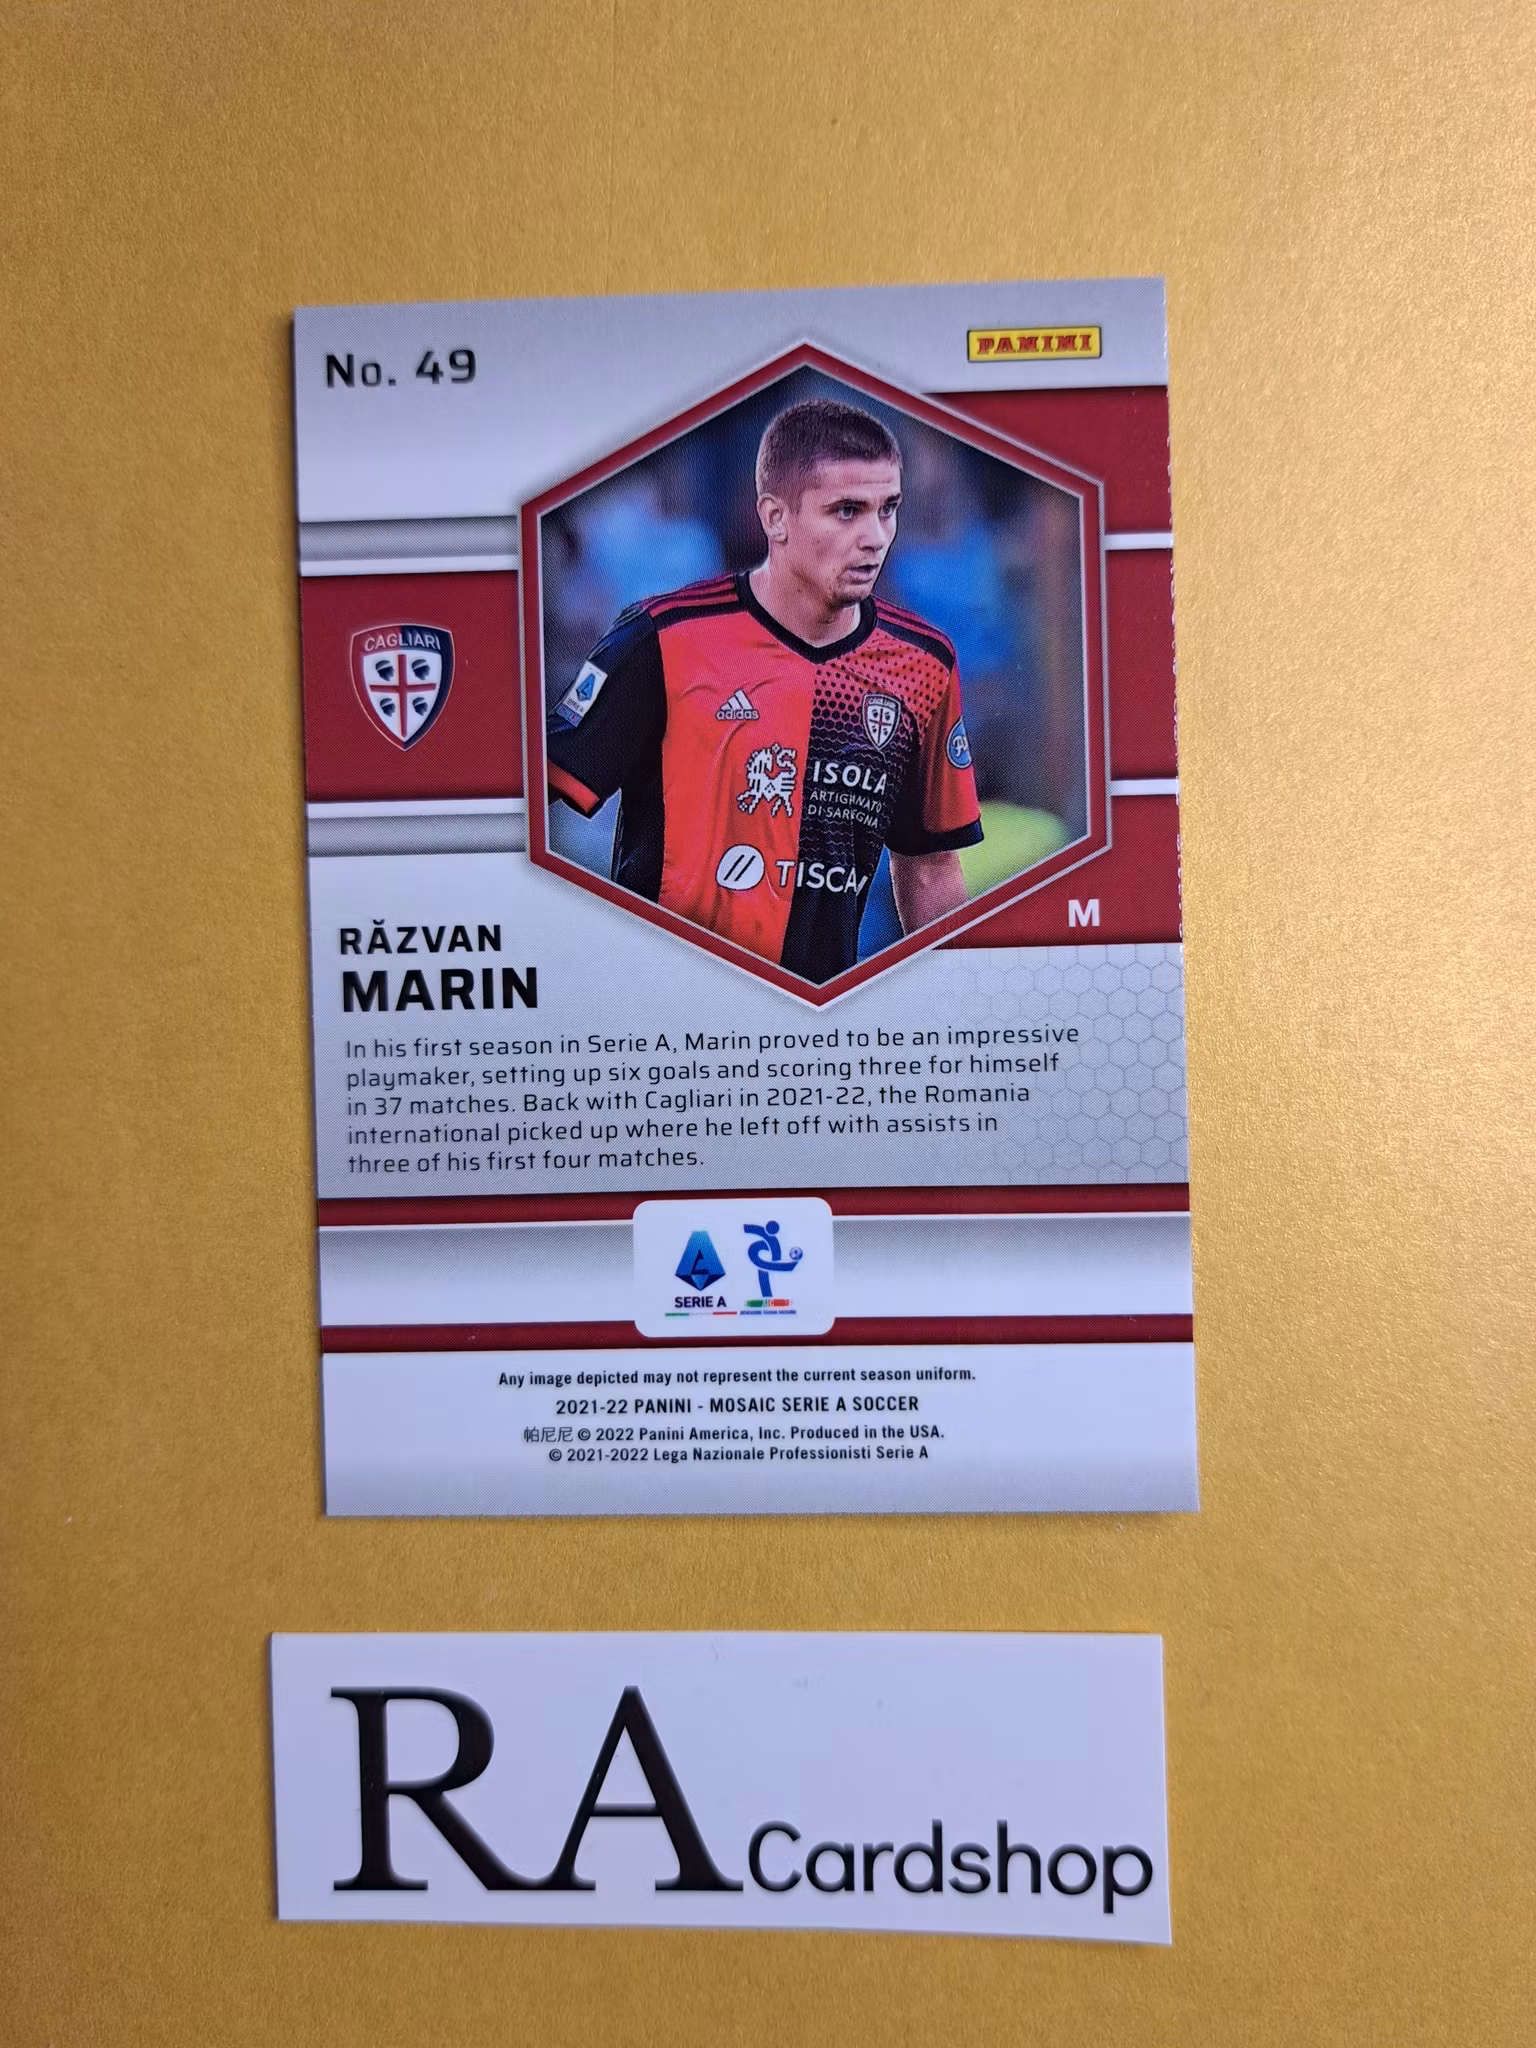 No. 49
PANINI
CAGLIARI
SERIE A
adidas
CAGLIARI
ISOLA
ARTIGIANATO
DI SARDEGNA
TISCALI
M
RĂZVAN
MARIN
In his first season in Serie A, Marin proved to be an impressive
playmaker, setting up six goals and scoring three for himself
in 37 matches. Back with Cagliari in 2021-22, the Romania
international picked up where he left off with assists in
three of his first four matches.
SERIE A
Any image depicted may not represent the current season uniform.
2021-22 PANINI - MOSAIC SERIE A SOCCER
帕尼尼 © 2022 Panini America, Inc. Produced in the USA.
© 2021-2022 Lega Nazionale Professionisti Serie A
RA Cardshop